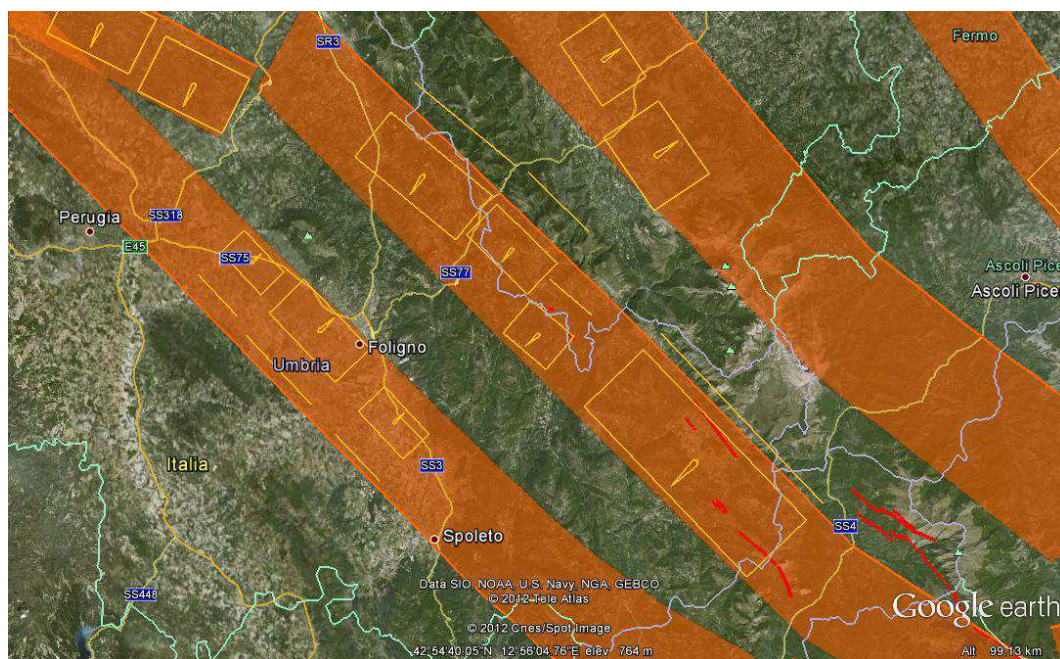 SR3
Fermo
Perugia
SS318
E45
SS75
SS77
Ascoli Pice
Ascoli Pice
Foligno
Umbria
Italia
SS3
SS4
Spoleto
SS448
Data SIO, NOAA, U.S. Navy, NGA, GEBCO
© 2012 Tele Atlas
© 2012 Cnes/Spot Image
Google earth
42°54'40.05"N 12°56'04.76"E elev 764 m
Alt 99.13 km